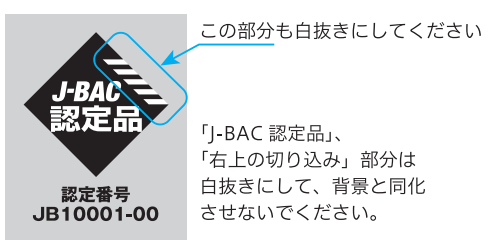 この部分も白抜きにしてください
J-BAC
認定品
認定番号
JB10001-00
「J-BAC 認定品」、
「右上の切り込み」部分は
白抜きにして、背景と同化
させないでください。